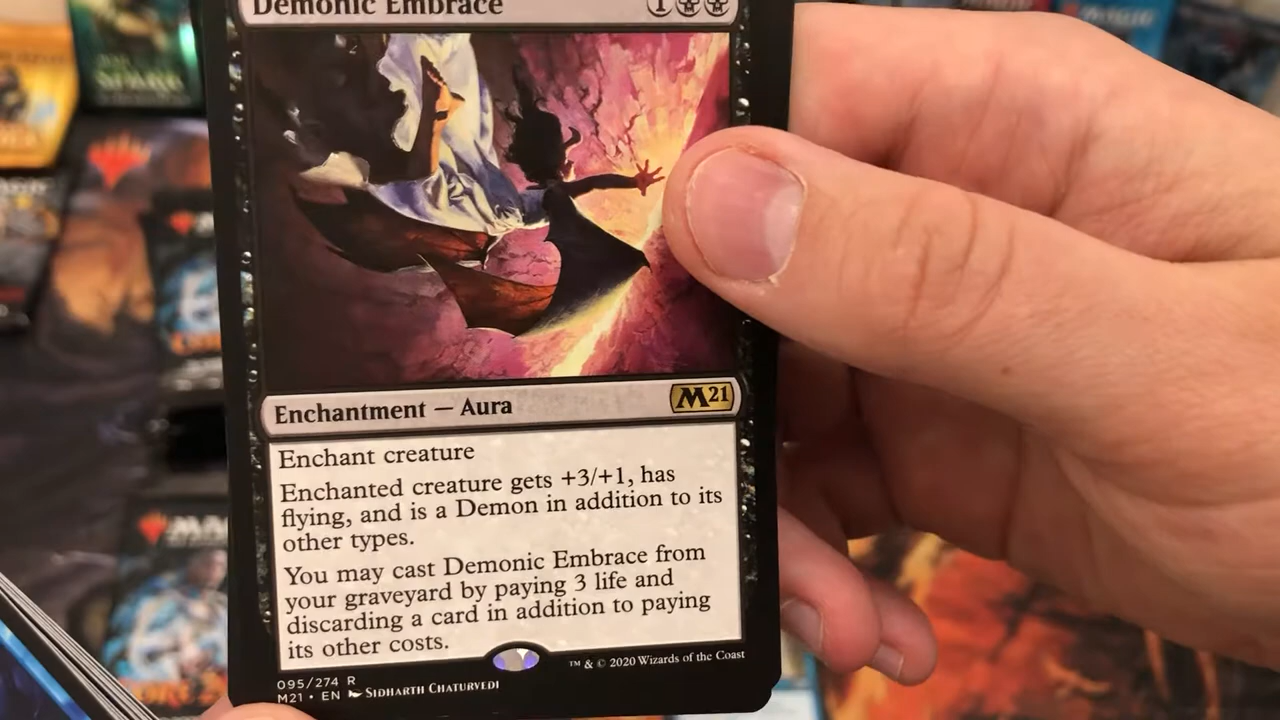 Demonic Embrace
1
SPARK
Enchantment — Aura
M21
Enchant creature
Enchanted creature gets +3/+1, has
flying, and is a Demon in addition to its
other types.
You may cast Demonic Embrace from
your graveyard by paying 3 life and
discarding a card in addition to paying
its other costs.
095/274 R
M21 • EN SIDHARTH CHATURVEDI
™ & © 2020 Wizards of the Coast